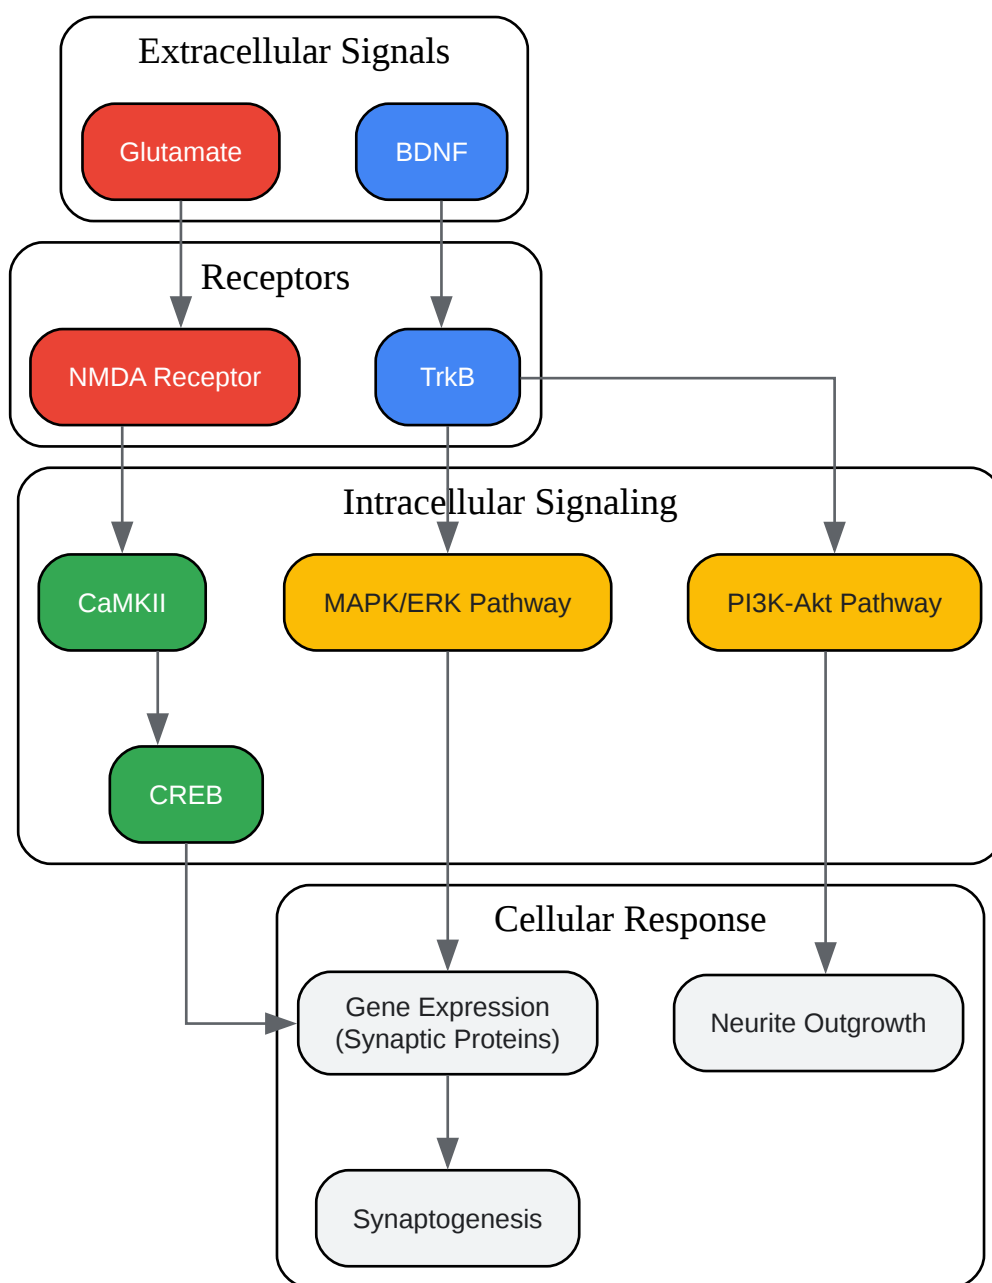 Extracellular Signals
Glutamate
BDNF
Receptors
NMDA Receptor
TrkB
Intracellular Signaling
CaMKII
MAPK/ERK Pathway
PI3K-Akt Pathway
CREB
Cellular Response
Gene Expression
(Synaptic Proteins)
Neurite Outgrowth
Synaptogenesis